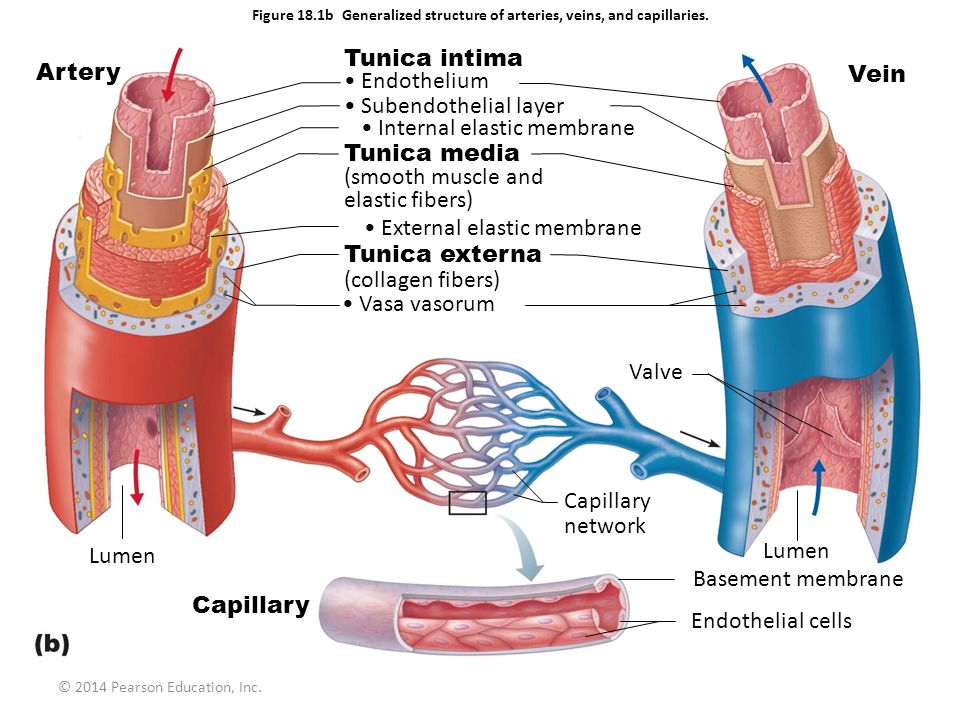 Figure 18.1b Generalized structure of arteries, veins, and capillaries.
Artery
Tunica intima
• Endothelium
• Subendothelial layer
• Internal elastic membrane
Tunica media
(smooth muscle and
elastic fibers)
• External elastic membrane
Tunica externa
(collagen fibers)
• Vasa vasorum
Vein
Valve
Capillary
network
Lumen
Lumen
Basement membrane
Capillary
Endothelial cells
(b)
© 2014 Pearson Education, Inc.